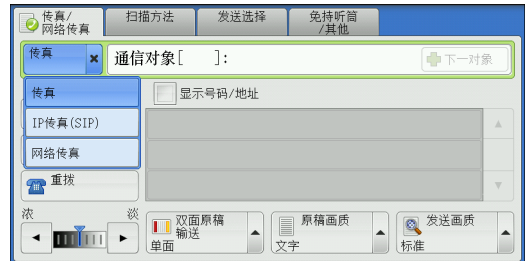 传真/
网络传真
扫描方法
发送选择
免持听筒
/其他
传真
通信对象[ ]:
下一对象
传真
IP传真(SIP)
网络传真
显示号码/地址
重拨
浓
淡
双面原稿
输送
单面
原稿画质
文字
发送画质
标准